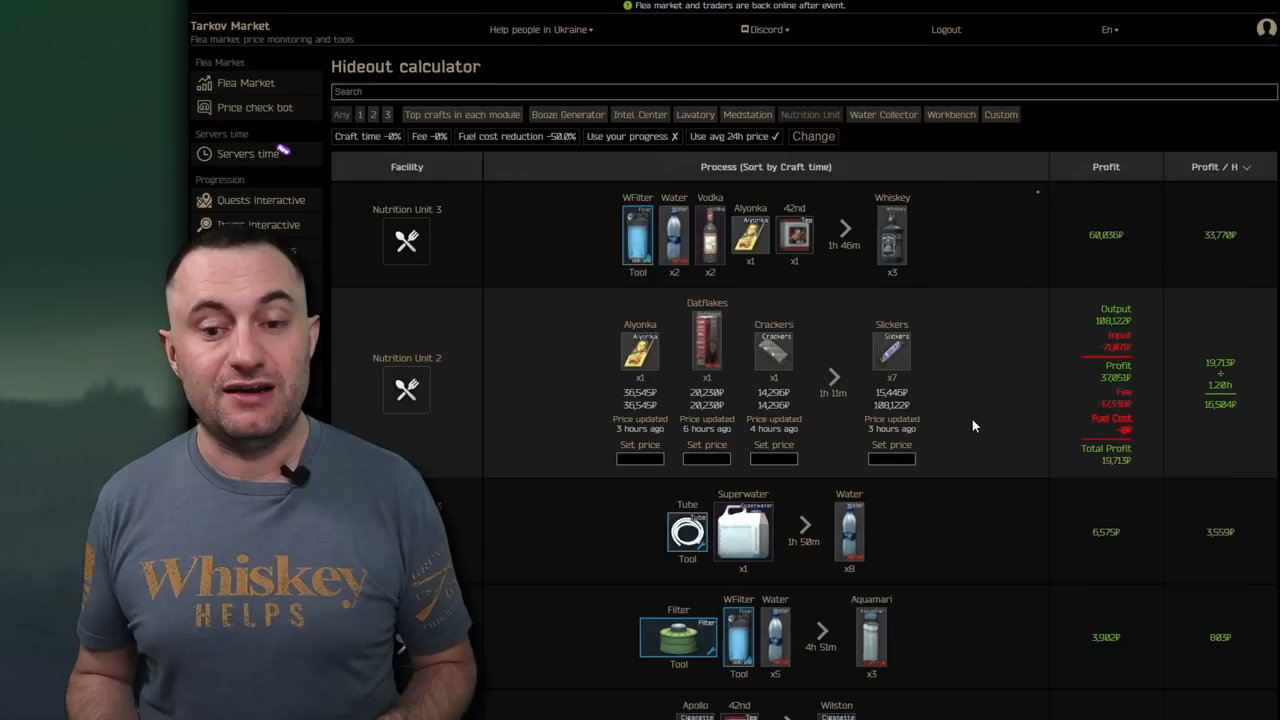 Flea market and traders are back online after event.
Tarkov Market
Flea market price monitoring and tools
Help people in Ukraine
Discord
Logout
En
Flea Market
Flea Market
Price check bot
Servers time
Servers time
Progression
Quests interactive
Items interactive
Hideout calculator
Search
Any 1 2 3 Top crafts in each module Booze Generator Intel Center Lavatory Medstation Nutrition Unit Water Collector Workbench Custom
Craft time -0% Fee -0% Fuel cost reduction -50.0% Use your progress ✗ Use avg 24h price ✓ Change
Facility Process (Sort by Craft time) Profit Profit / H
Nutrition Unit 3
WFilter Water Vodka Alyonka 42nd Whiskey
Tool x2 x2 x1 x1 1h 46m x3
60,036₽ 33,770₽
Nutrition Unit 2
Alyonka Oatflakes Crackers Slickers
x1 x1 x1 1h 11m x7
36,545₽ 20,230₽ 14,296₽ 15,446₽
36,545₽ 20,230₽ 14,296₽ 108,122₽
Price updated Price updated Price updated Price updated
3 hours ago 6 hours ago 4 hours ago 3 hours ago
Set price Set price Set price Set price
Output
108,122₽
Input
-71,071₽
Profit
37,051₽
Fee
-17,338₽
Fuel Cost
-0₽
Total Profit
19,713₽
19,713₽
÷
1.20h
16,504₽
Tube Superwater Water
Tool x1 1h 50m x8
6,575₽ 3,559₽
Filter WFilter Water Aquamari
Tool Tool x5 4h 51m x3
3,902₽ 803₽
Apollo 42nd Wilston
Whiskey
HELPS